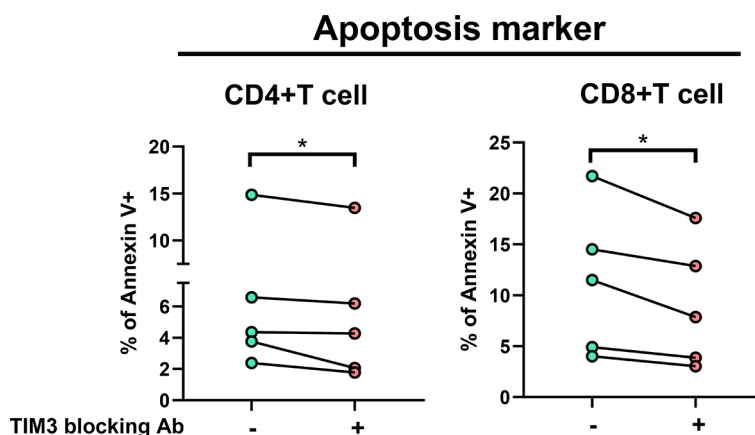 Apoptosis marker
CD4+T cell
CD8+T cell
% of Annexin V+
20
15
10
6
4
2
0
*
% of Annexin V+
25
20
15
10
5
0
*
TIM3 blocking Ab - + - +